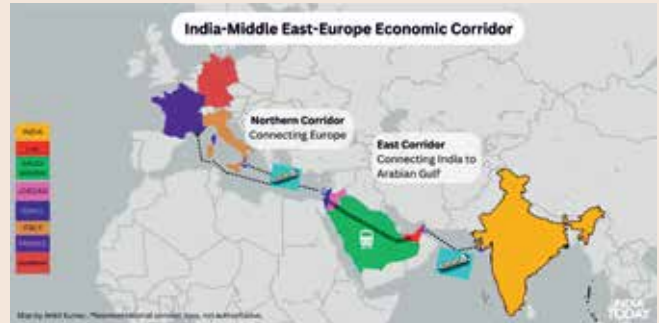 India-Middle East-Europe Economic Corridor
Northern Corridor
Connecting Europe
East Corridor
Connecting India to
Arabian Gulf
INDIA
UAE
SAUDI
ARABIA
JORDAN
ISRAEL
ITALY
FRANCE
GERMANY
INDIA
TODAY